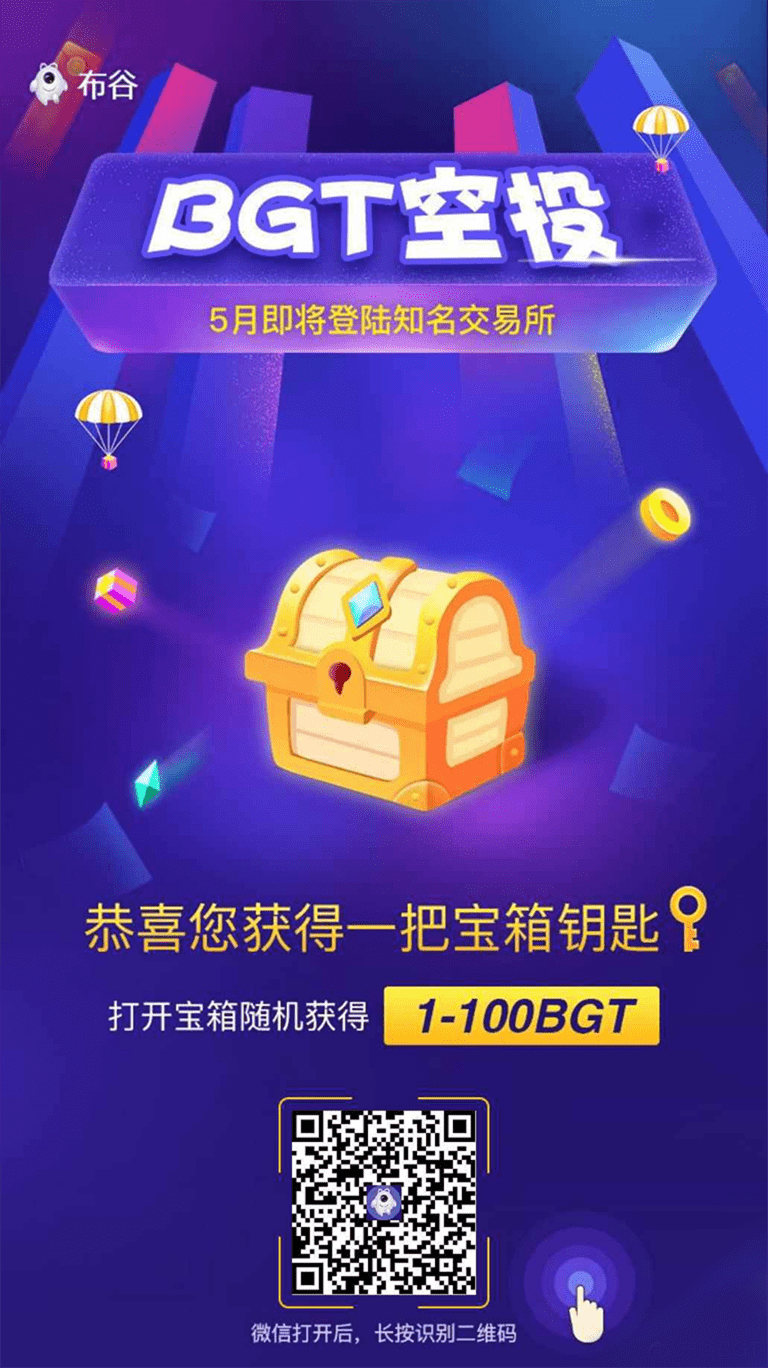 布谷
BGT空投
5月即将登陆知名交易所
恭喜您获得一把宝箱钥匙
打开宝箱随机获得 1-100BGT
微信打开后，长按识别二维码